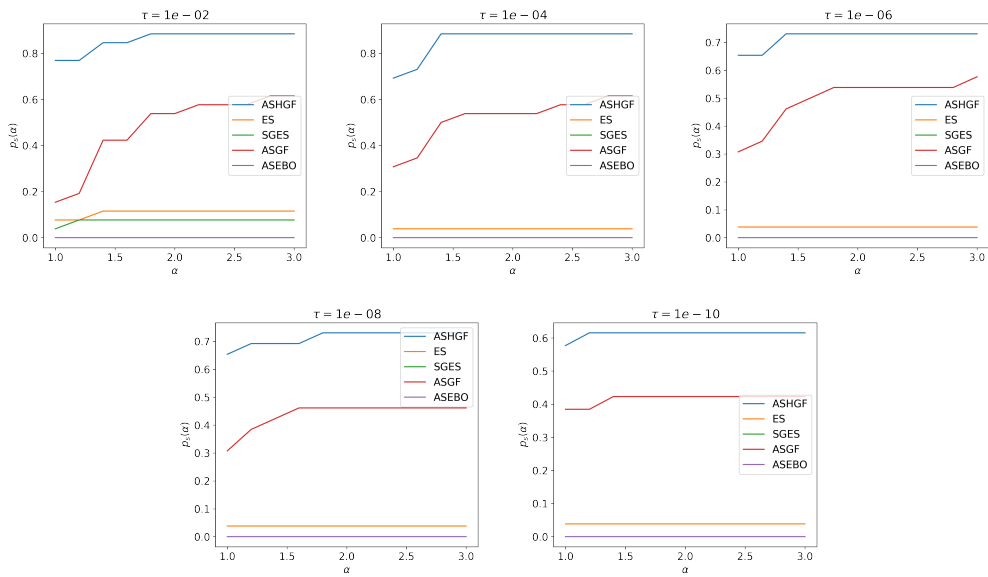 τ = 1e − 02
0.8
0.6
0.4
0.2
0.0
p_s(α)
1.0 1.5 2.0 2.5 3.0
α
ASHGF
ES
SGES
ASGF
ASEBO
τ = 1e − 04
0.8
0.6
0.4
0.2
0.0
p_s(α)
1.0 1.5 2.0 2.5 3.0
α
ASHGF
ES
SGES
ASGF
ASEBO
τ = 1e − 06
0.7
0.6
0.5
0.4
0.3
0.2
0.1
0.0
p_s(α)
1.0 1.5 2.0 2.5 3.0
α
ASHGF
ES
SGES
ASGF
ASEBO
τ = 1e − 08
0.7
0.6
0.5
0.4
0.3
0.2
0.1
0.0
p_s(α)
1.0 1.5 2.0 2.5 3.0
α
ASHGF
ES
SGES
ASGF
ASEBO
τ = 1e − 10
0.6
0.5
0.4
0.3
0.2
0.1
0.0
p_s(α)
1.0 1.5 2.0 2.5 3.0
α
ASHGF
ES
SGES
ASGF
ASEBO